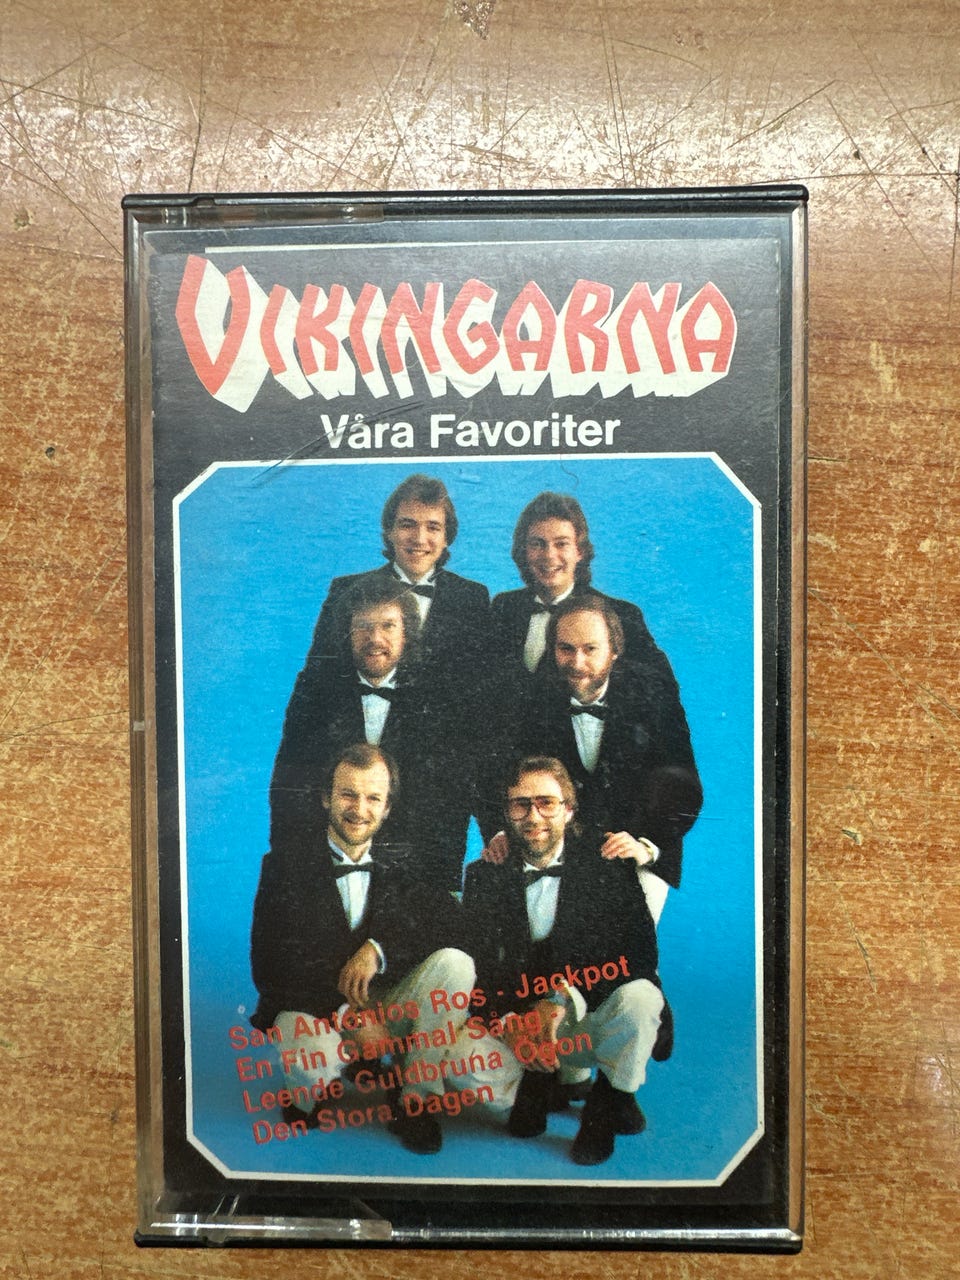 VIKINGARNA
Våra Favoriter
San Antonios Ros - Jackpot
En Fin Gammal Sång -
Leende Guldbruna Ögon
Den Stora Dagen